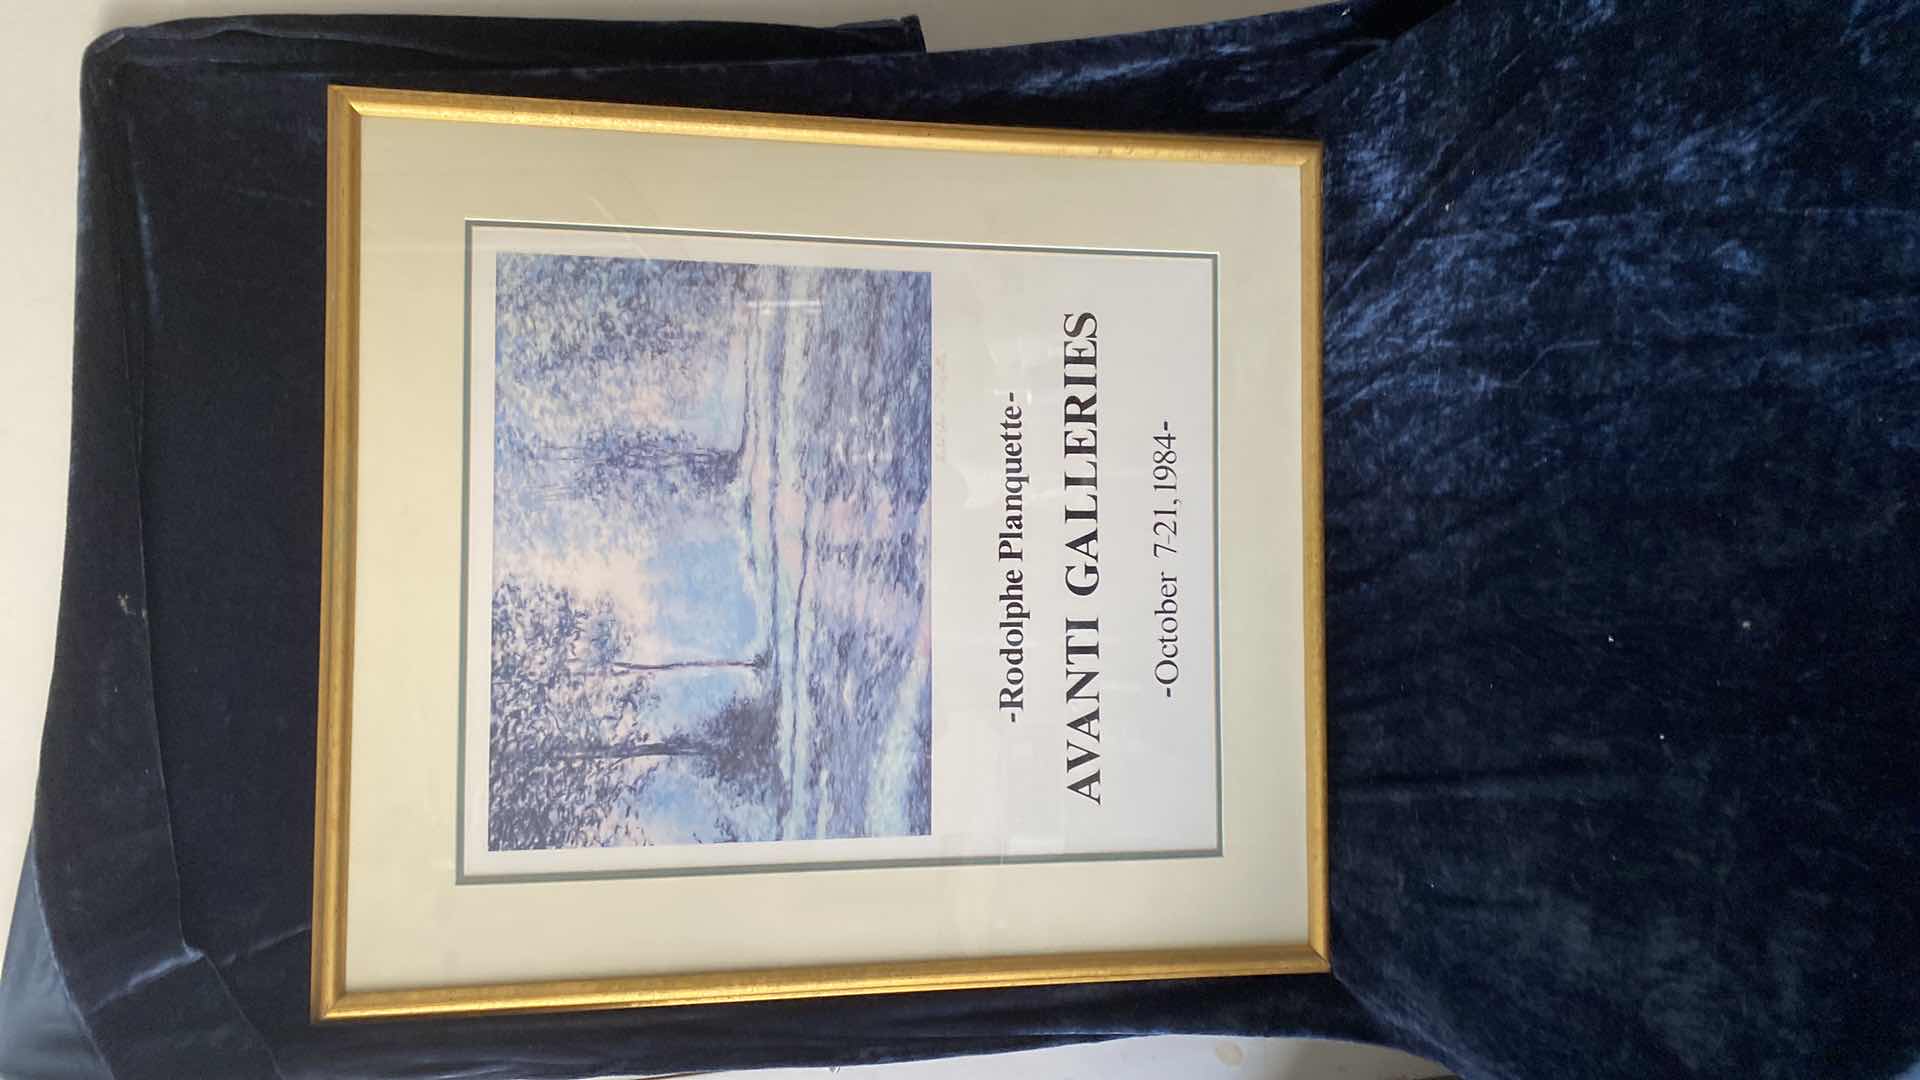 -Rodolphe Planquette-
AVANTI GALLERIES
-October 7-21, 1984-